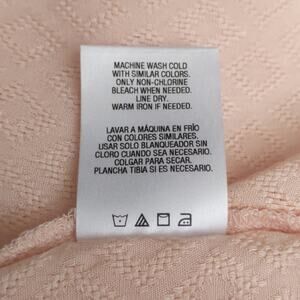 MACHINE WASH COLD
WITH SIMILAR COLORS.
ONLY NON-CHLORINE
BLEACH WHEN NEEDED.
LINE DRY.
WARM IRON IF NEEDED.
LAVAR A MÁQUINA EN FRÍO
CON COLORES SIMILARES.
USAR SOLO BLANQUEADOR SIN
CLORO CUANDO SEA NECESARIO.
COLGAR PARA SECAR.
PLANCHA TIBIA SI ES NECESARIO.